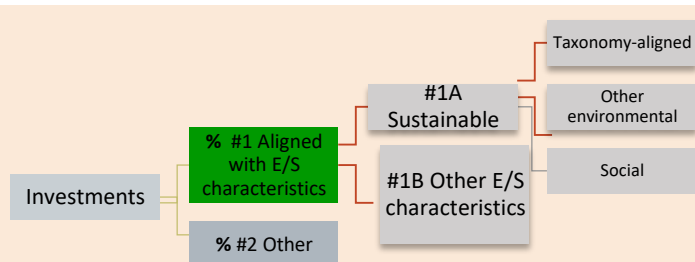 Taxonomy-aligned
#1A
Sustainable
Other
environmental
% #1 Aligned
with E/S
characteristics
#1B Other E/S
characteristics
Social
Investments
% #2 Other